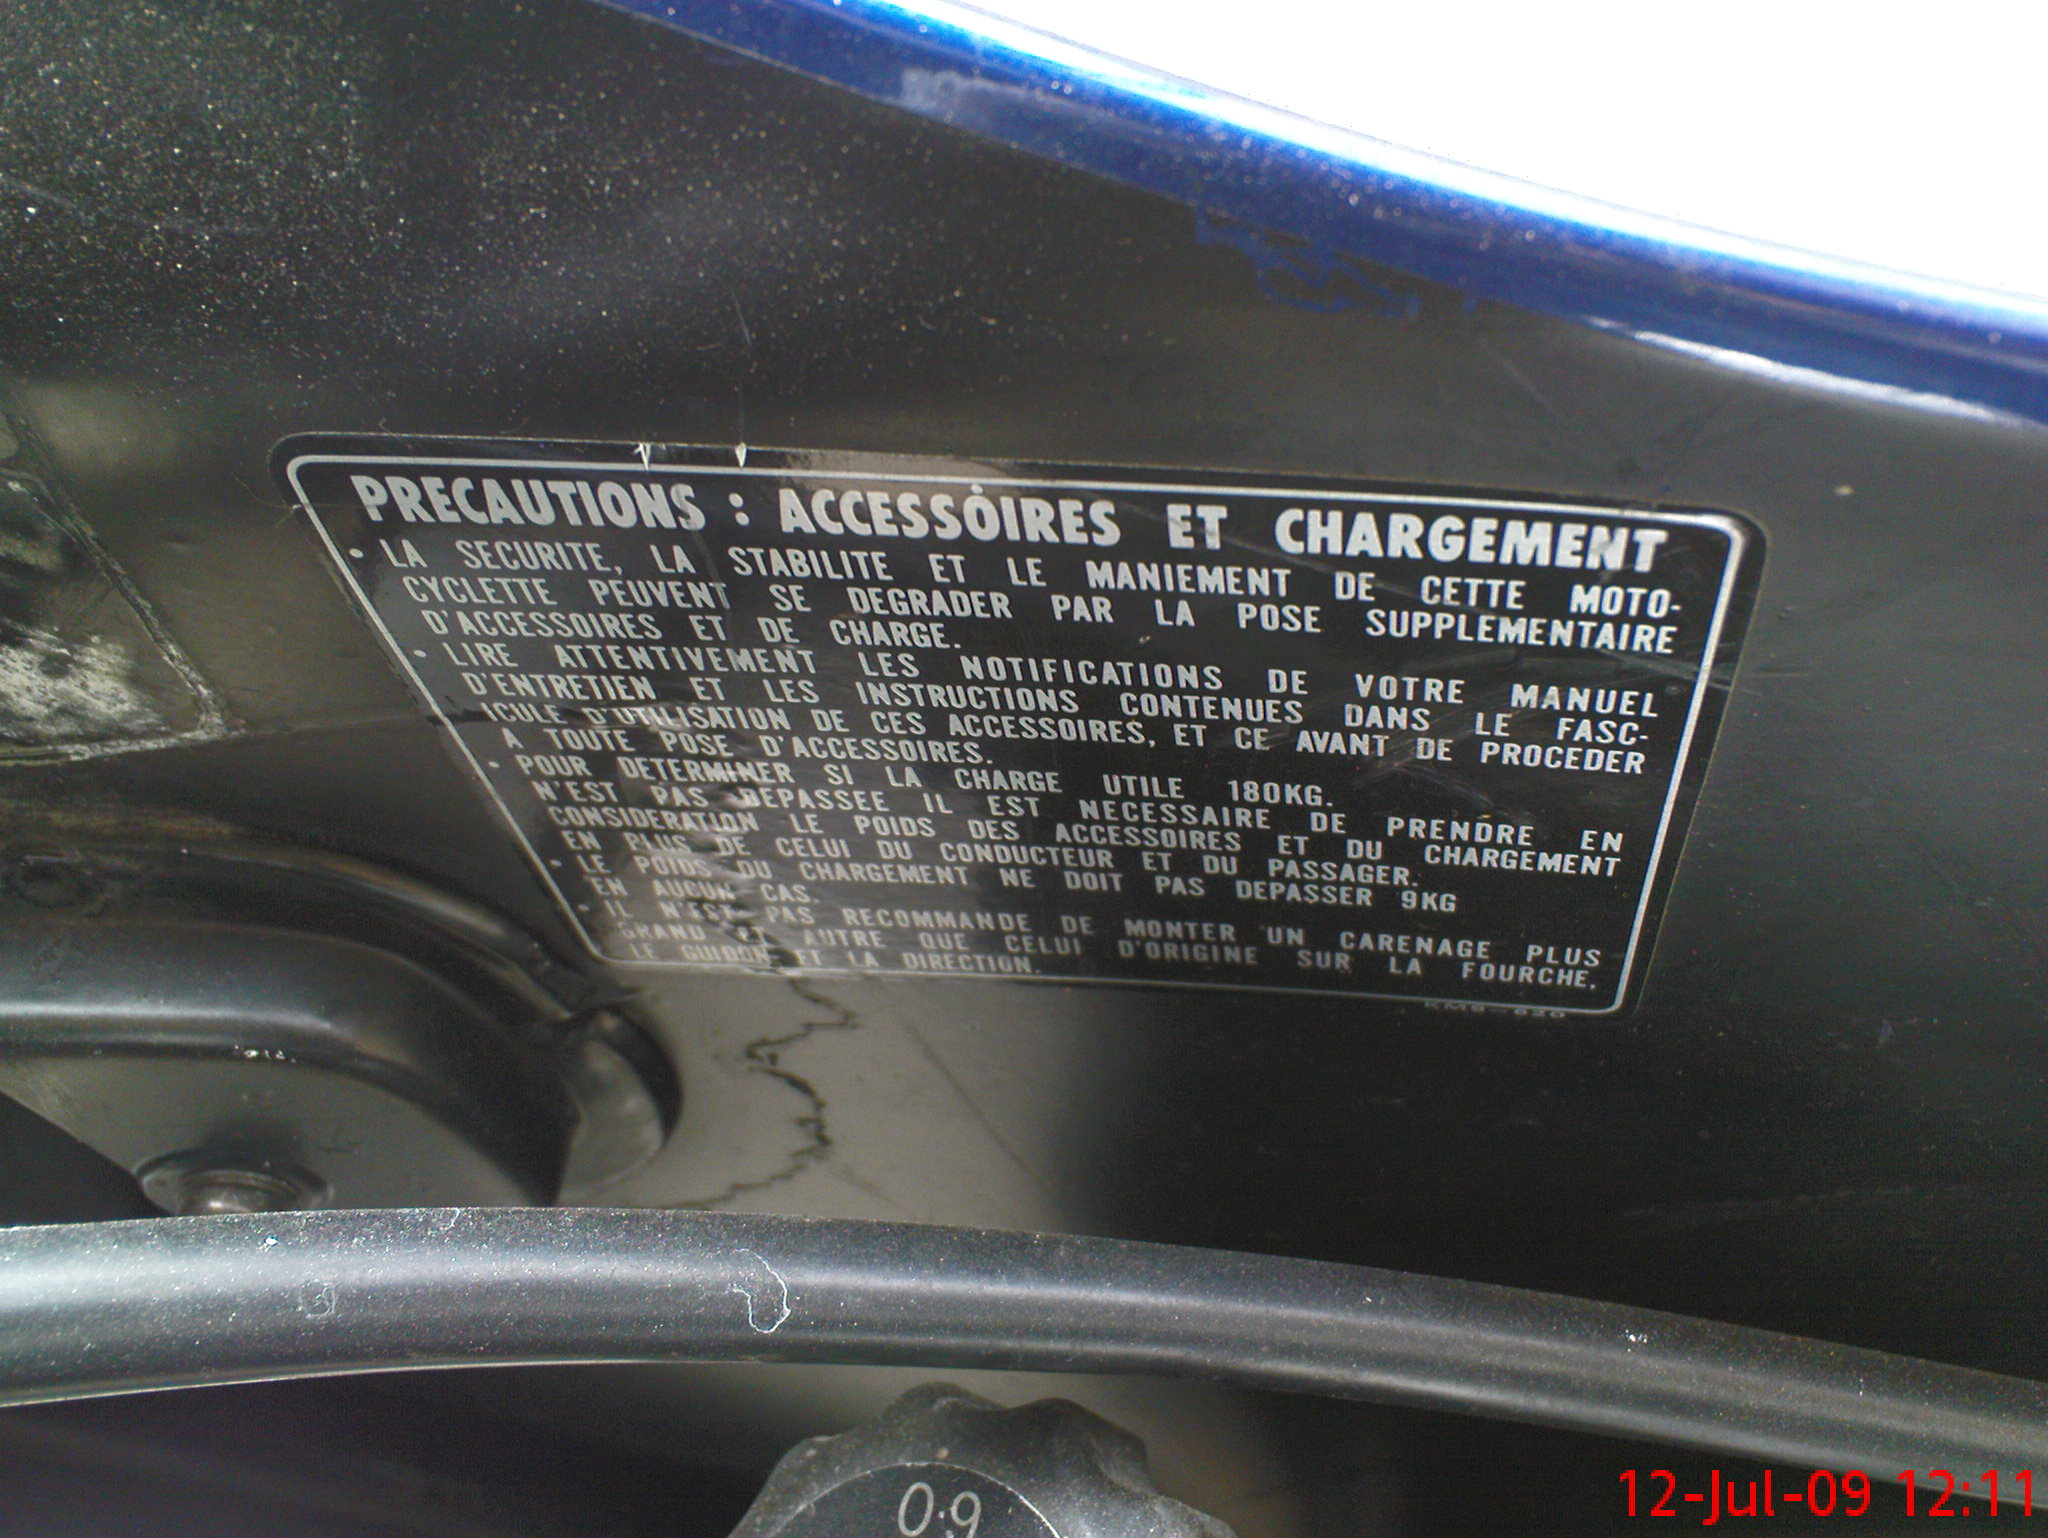 PRECAUTIONS : ACCESSOIRES ET CHARGEMENT
• LA SECURITE, LA STABILITE ET LE MANIEMENT DE CETTE MOTO-
CYCLETTE PEUVENT SE DEGRADER PAR LA POSE SUPPLEMENTAIRE
D'ACCESSOIRES ET DE CHARGE.
• LIRE ATTENTIVEMENT LES NOTIFICATIONS DE VOTRE MANUEL
D'ENTRETIEN ET LES INSTRUCTIONS CONTENUES DANS LE FASC-
ICULE D'UTILISATION DE CES ACCESSOIRES, ET CE AVANT DE PROCEDER
A TOUTE POSE D'ACCESSOIRES.
• POUR DETERMINER SI LA CHARGE UTILE 180KG.
N'EST PAS DEPASSEE IL EST NECESSAIRE DE PRENDRE EN
CONSIDERATION LE POIDS DES ACCESSOIRES ET DU CHARGEMENT
EN PLUS DE CELUI DU CONDUCTEUR ET DU PASSAGER.
• LE POIDS DU CHARGEMENT NE DOIT PAS DEPASSER 9KG
EN AUCUN CAS.
• IL N'EST PAS RECOMMANDE DE MONTER UN CARENAGE PLUS
GRAND ET AUTRE QUE CELUI D'ORIGINE SUR LA FOURCHE,
LE GUIDON ET LA DIRECTION.
KM9-620
0.9
12-Jul-09 12:11